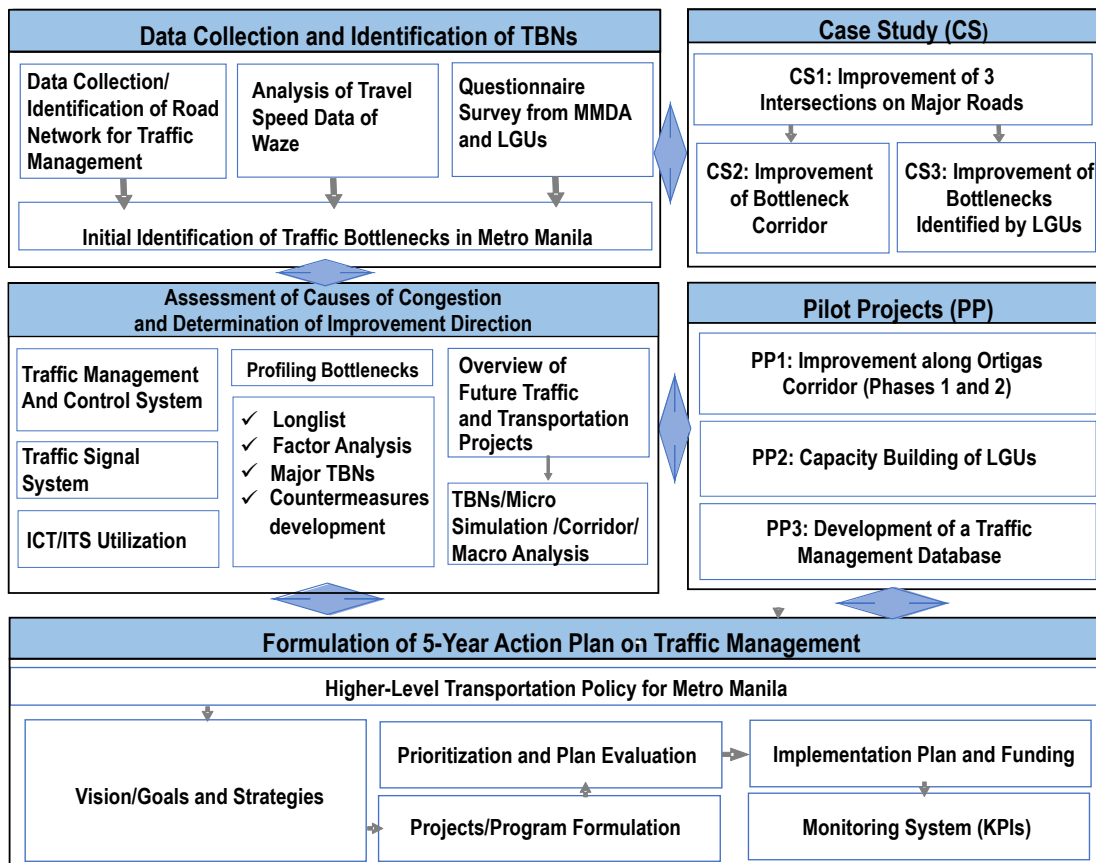 Data Collection and Identification of TBNs
Data Collection/
Identification of Road
Network for Traffic
Management
Analysis of Travel
Speed Data of
Waze
Questionnaire
Survey from MMDA
and LGUs
Initial Identification of Traffic Bottlenecks in Metro Manila
Case Study (CS)
CS1: Improvement of 3
Intersections on Major Roads
CS2: Improvement
of Bottleneck
Corridor
CS3: Improvement of
Bottlenecks
Identified by LGUs
Assessment of Causes of Congestion
and Determination of Improvement Direction
Traffic Management
And Control System
Traffic Signal
System
ICT/ITS Utilization
Profiling Bottlenecks
✓ Longlist
✓ Factor Analysis
✓ Major TBNs
✓ Countermeasures
development
Overview of
Future Traffic
and Transportation
Projects
TBNs/Micro
Simulation /Corridor/
Macro Analysis
Pilot Projects (PP)
PP1: Improvement along Ortigas
Corridor (Phases 1 and 2)
PP2: Capacity Building of LGUs
PP3: Development of a Traffic
Management Database
Formulation of 5-Year Action Plan on Traffic Management
Higher-Level Transportation Policy for Metro Manila
Vision/Goals and Strategies
Prioritization and Plan Evaluation
Projects/Program Formulation
Implementation Plan and Funding
Monitoring System (KPIs)